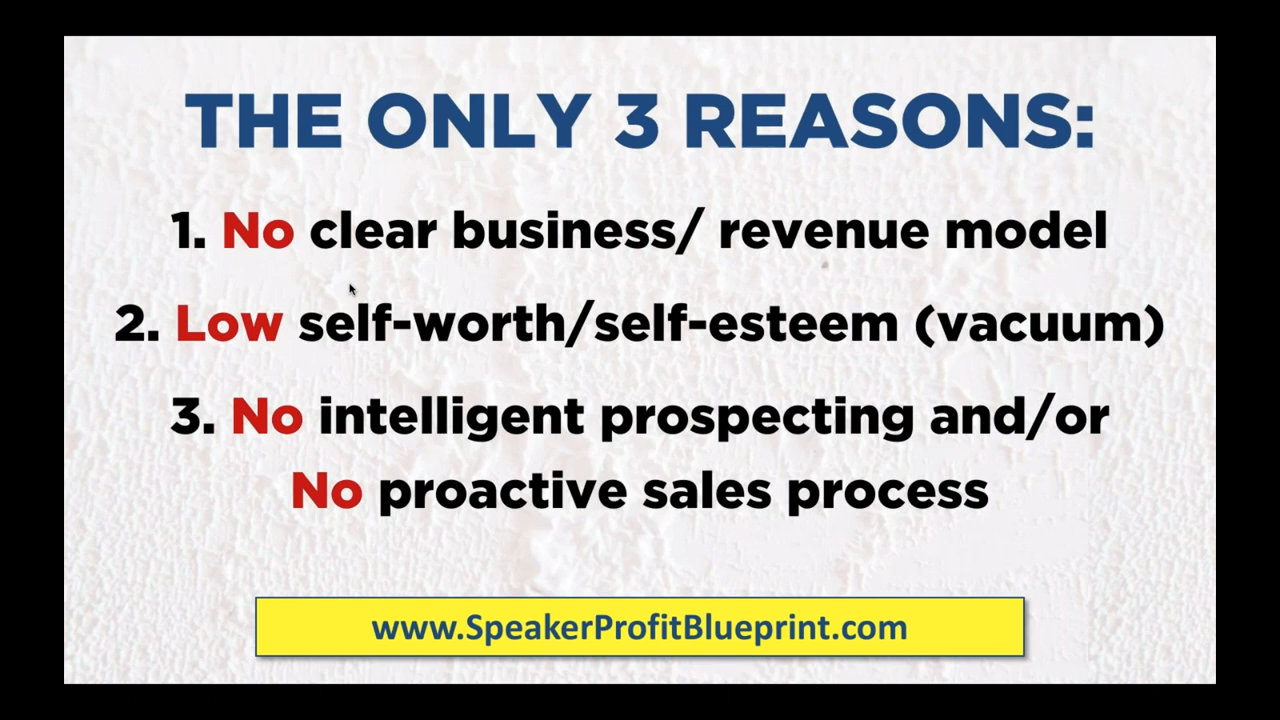 THE ONLY 3 REASONS:
1. No clear business/ revenue model
2. Low self-worth/self-esteem (vacuum)
3. No intelligent prospecting and/or
No proactive sales process
www.SpeakerProfitBlueprint.com